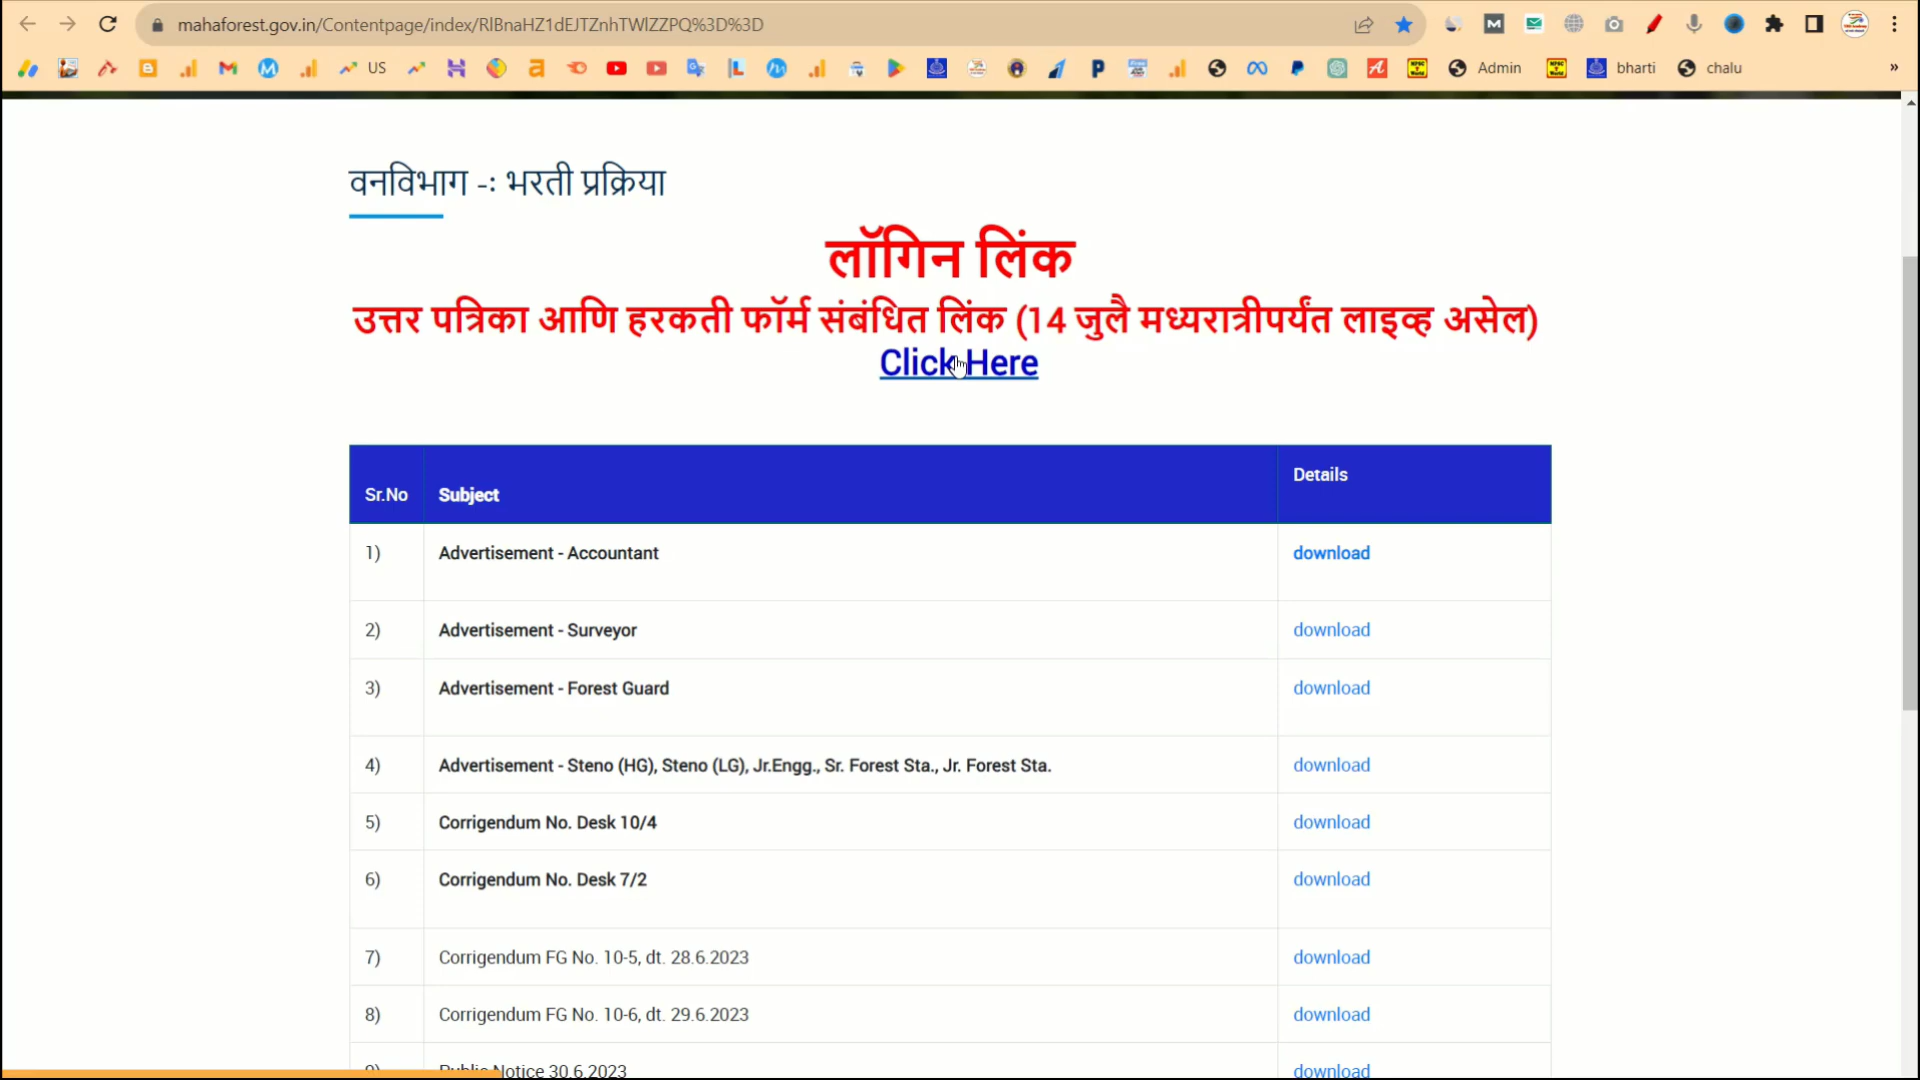 mahaforest.gov.in/Contentpage/index/RlBnaHZ1dEJTZnhTWlZZPQ%3D%3D
US
Admin
bharti
chalu
वनविभाग -: भरती प्रक्रिया
लॉगिन लिंक
उत्तर पत्रिका आणि हरकती फॉर्म संबंधित लिंक (14 जुलै मध्यरात्रीपर्यंत लाइव्ह असेल)
Click Here
Sr.No Subject Details
1) Advertisement - Accountant download
2) Advertisement - Surveyor download
3) Advertisement - Forest Guard download
4) Advertisement - Steno (HG), Steno (LG), Jr.Engg., Sr. Forest Sta., Jr. Forest Sta. download
5) Corrigendum No. Desk 10/4 download
6) Corrigendum No. Desk 7/2 download
7) Corrigendum FG No. 10-5, dt. 28.6.2023 download
8) Corrigendum FG No. 10-6, dt. 29.6.2023 download
9) Public Notice 30.6.2023 download